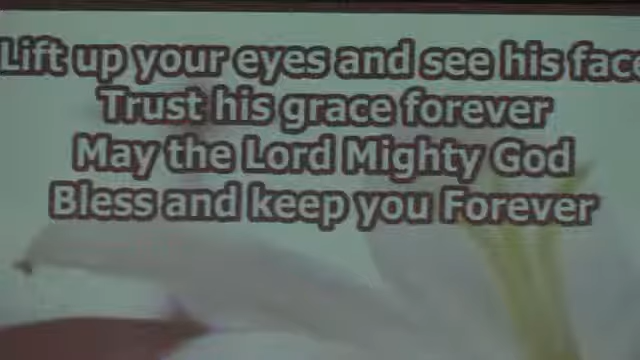 Lift up your eyes and see his face
Trust his grace forever
May the Lord Mighty God
Bless and keep you Forever